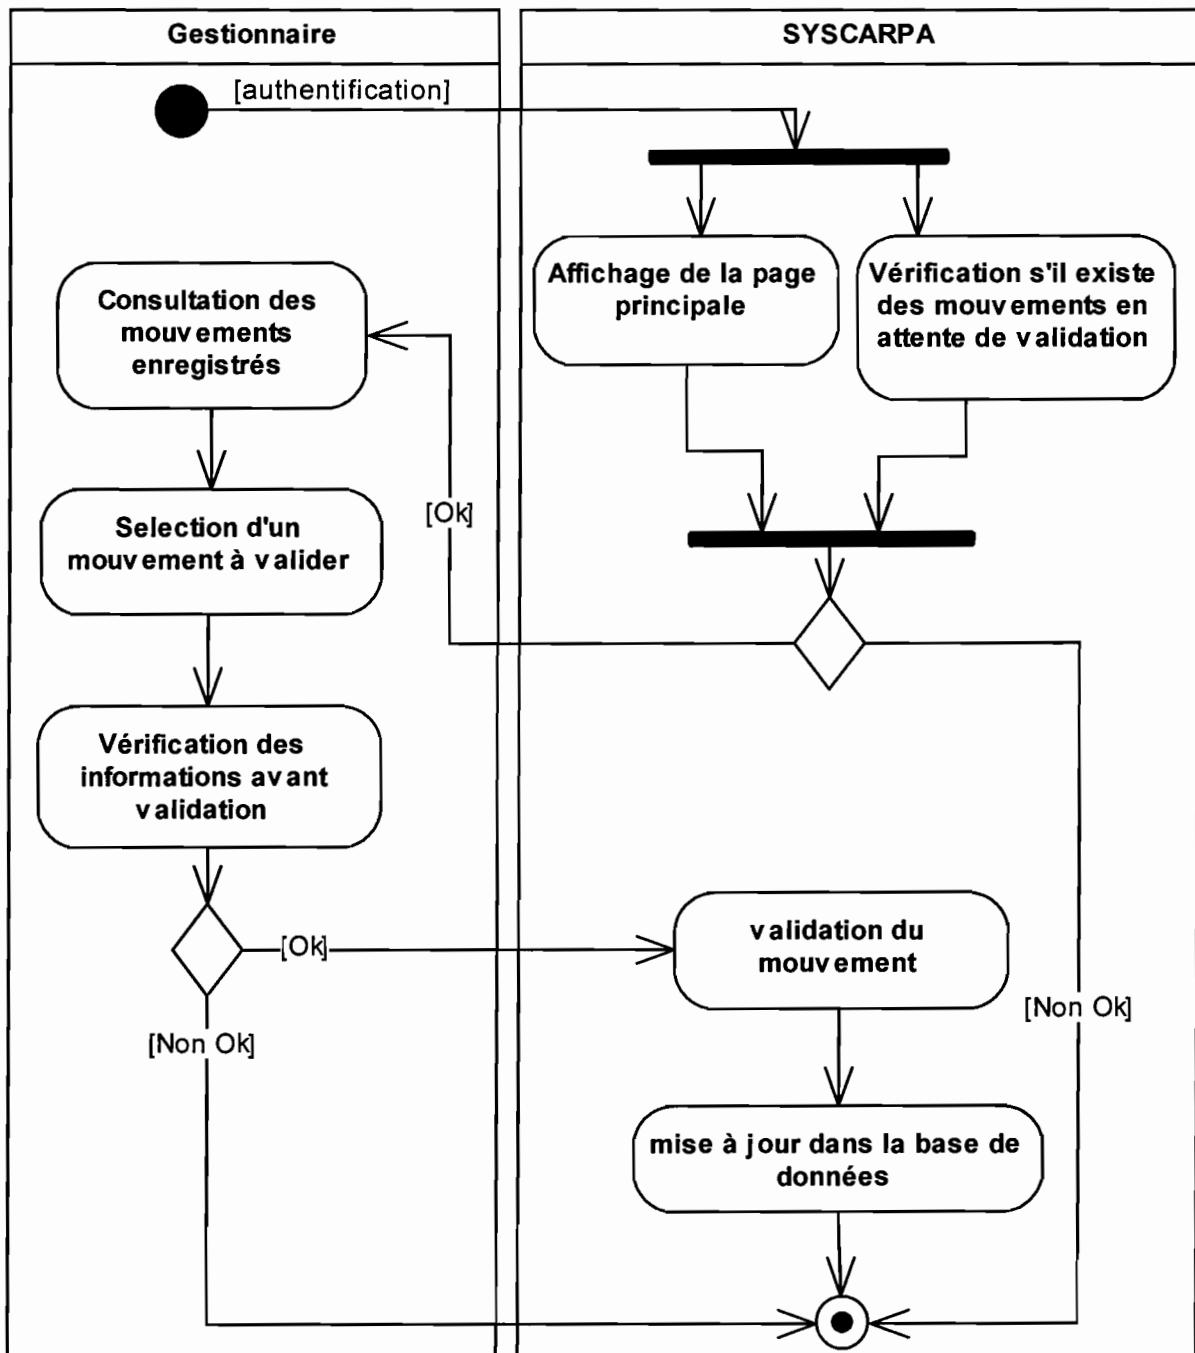 Gestionnaire
SYSCARPA
[authentification]
Affichage de la page
principale
Vérification s'il existe
des mouvements en
attente de validation
Consultation des
mouvements
enregistrés
[Ok]
Selection d'un
mouvement à valider
Vérification des
informations avant
validation
[Ok]
validation du
mouvement
[Non Ok]
[Non Ok]
mise à jour dans la base de
données